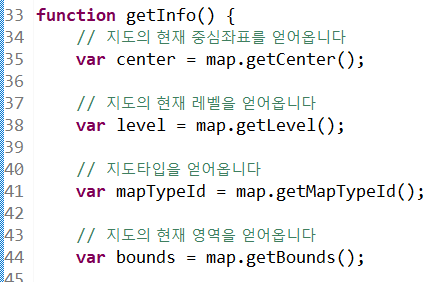 33 function getInfo() {
34     // 지도의 현재 중심좌표를 얻어옵니다
35     var center = map.getCenter();
36
37     // 지도의 현재 레벨을 얻어옵니다
38     var level = map.getLevel();
39
40     // 지도타입을 얻어옵니다
41     var mapTypeId = map.getMapTypeId();
42
43     // 지도의 현재 영역을 얻어옵니다
44     var bounds = map.getBounds();
45